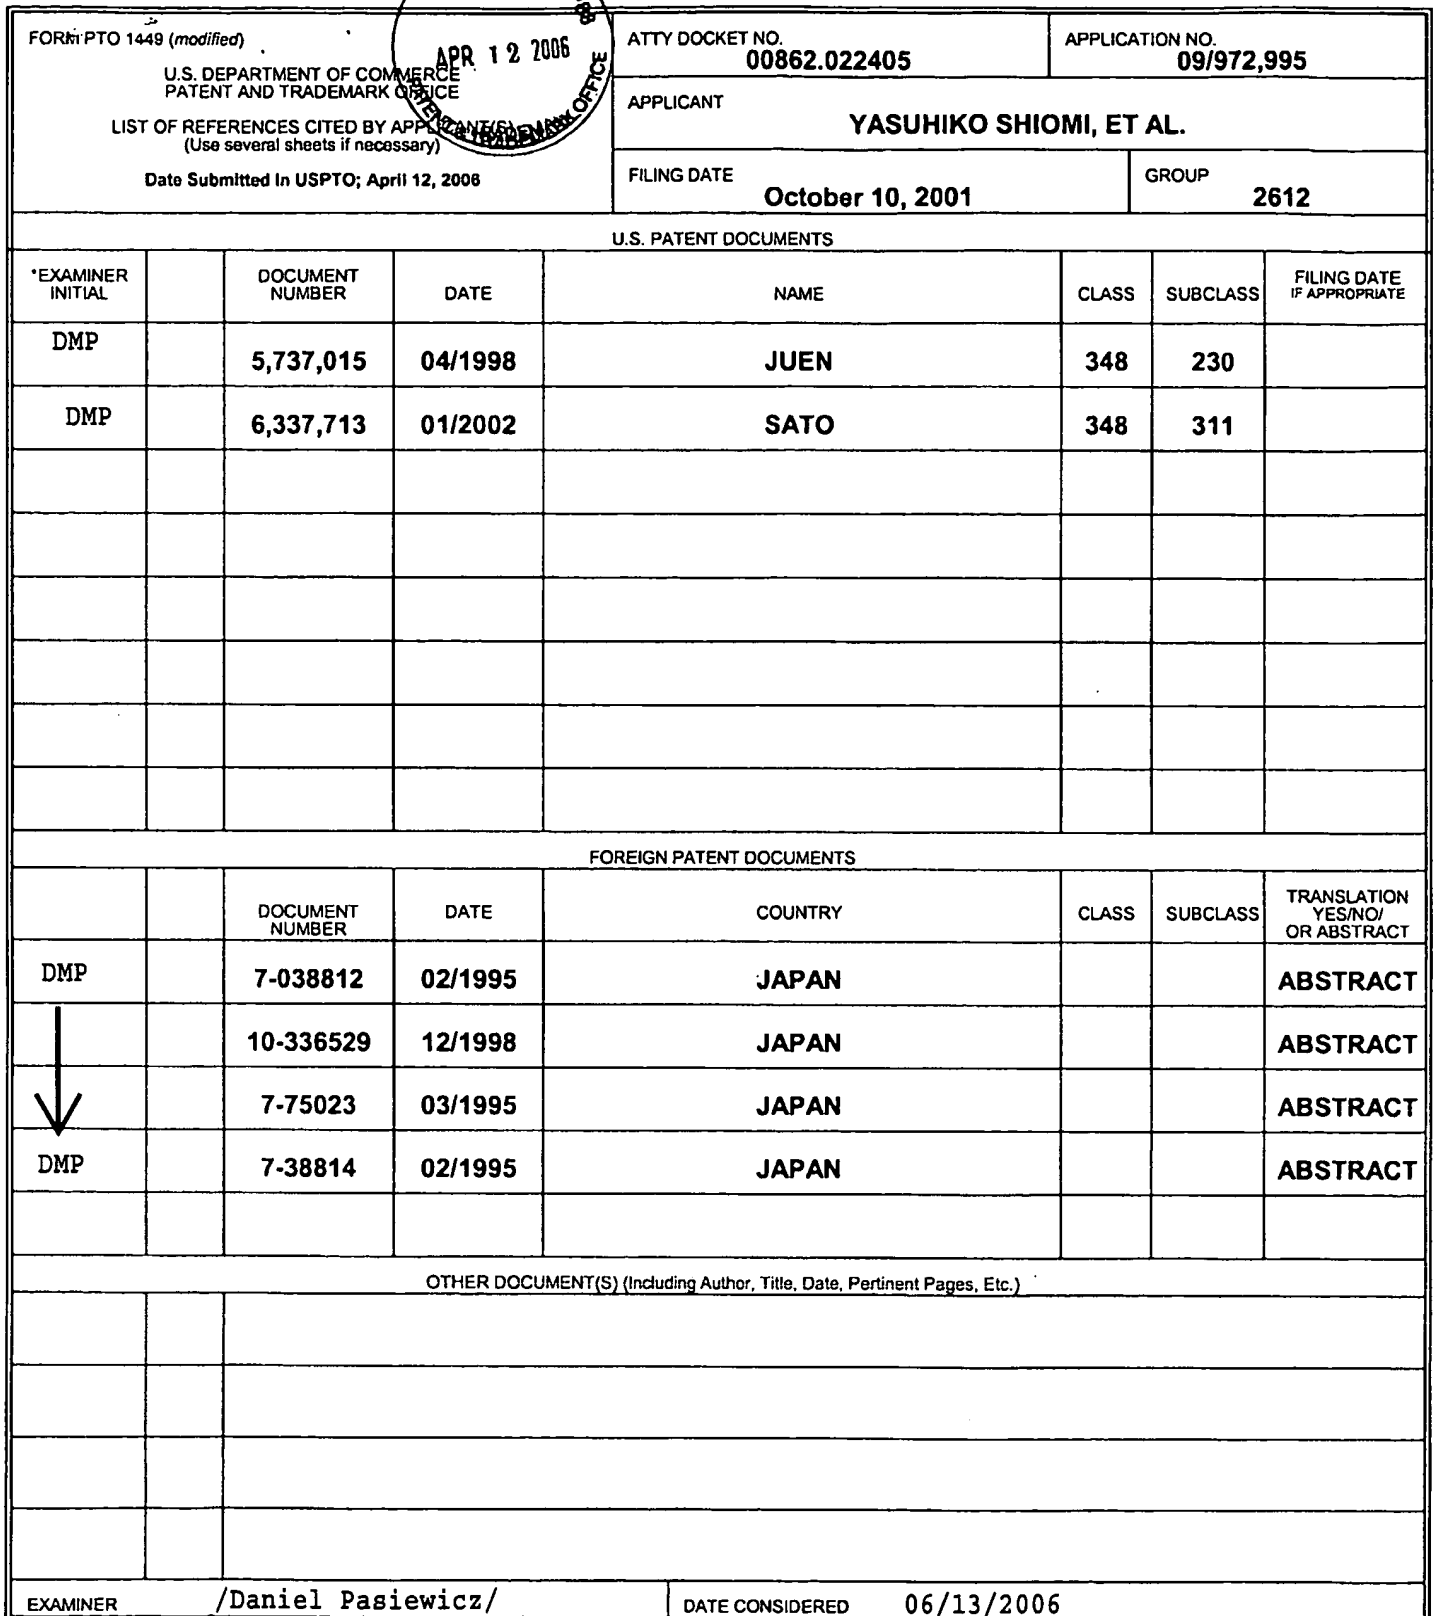 FORM PTO 1449 (modified)
U.S. DEPARTMENT OF COMMERCE
PATENT AND TRADEMARK OFFICE
LIST OF REFERENCES CITED BY APPLICANT(S)
(Use several sheets if necessary)
Date Submitted In USPTO; April 12, 2006
APR 12 2006
PATENT & TRADEMARK OFFICE
ATTY DOCKET NO.
00862.022405
APPLICATION NO.
09/972,995
APPLICANT
YASUHIKO SHIOMI, ET AL.
FILING DATE
October 10, 2001
GROUP
2612
U.S. PATENT DOCUMENTS
*EXAMINER INITIAL DOCUMENT NUMBER DATE NAME CLASS SUBCLASS FILING DATE IF APPROPRIATE
DMP 5,737,015 04/1998 JUEN 348 230
DMP 6,337,713 01/2002 SATO 348 311
FOREIGN PATENT DOCUMENTS
DOCUMENT NUMBER DATE COUNTRY CLASS SUBCLASS TRANSLATION YES/NO/ OR ABSTRACT
DMP 7-038812 02/1995 JAPAN ABSTRACT
10-336529 12/1998 JAPAN ABSTRACT
7-75023 03/1995 JAPAN ABSTRACT
DMP 7-38814 02/1995 JAPAN ABSTRACT
OTHER DOCUMENT(S) (Including Author, Title, Date, Pertinent Pages, Etc.)
EXAMINER /Daniel Pasiewicz/ DATE CONSIDERED 06/13/2006